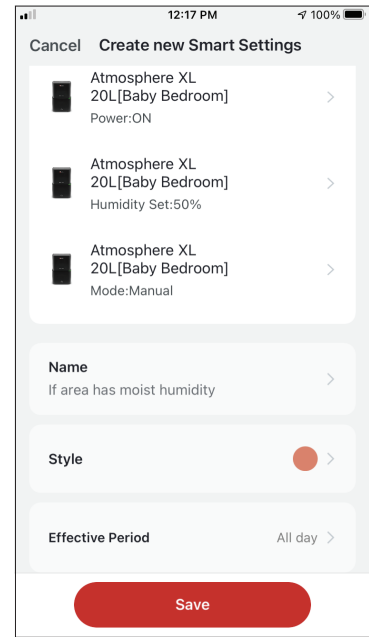 12:17 PM
100%
Cancel
Create new Smart Settings
Atmosphere XL
20L[Baby Bedroom]
Power:ON
Atmosphere XL
20L[Baby Bedroom]
Humidity Set:50%
Atmosphere XL
20L[Baby Bedroom]
Mode:Manual
Name
If area has moist humidity
Style
Effective Period
All day
Save